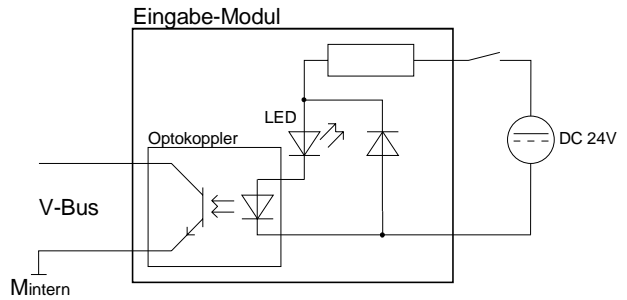 Eingabe-Modul
LED
Optokoppler
DC 24V
V-Bus
Mintern